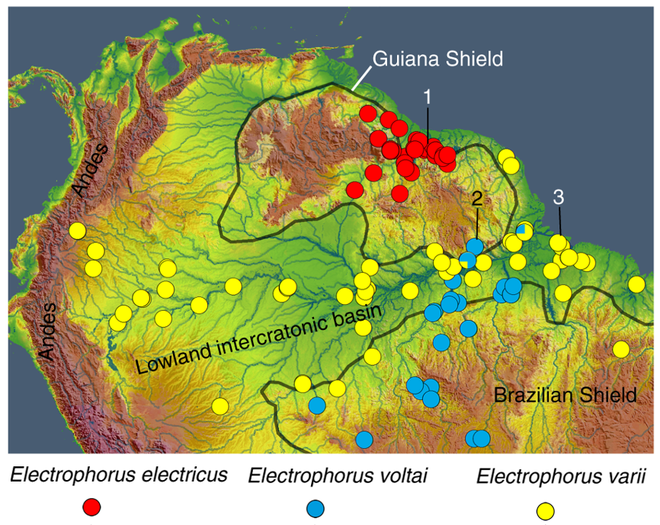 Guiana Shield
1
Andes
2
3
Andes
Lowland intercratonic basin
Brazilian Shield
Electrophorus electricus Electrophorus voltai Electrophorus varii